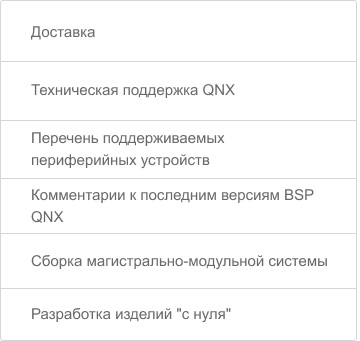 Доставка
Техническая поддержка QNX
Перечень поддерживаемых
периферийных устройств
Комментарии к последним версиям BSP
QNX
Сборка магистрально-модульной системы
Разработка изделий "с нуля"